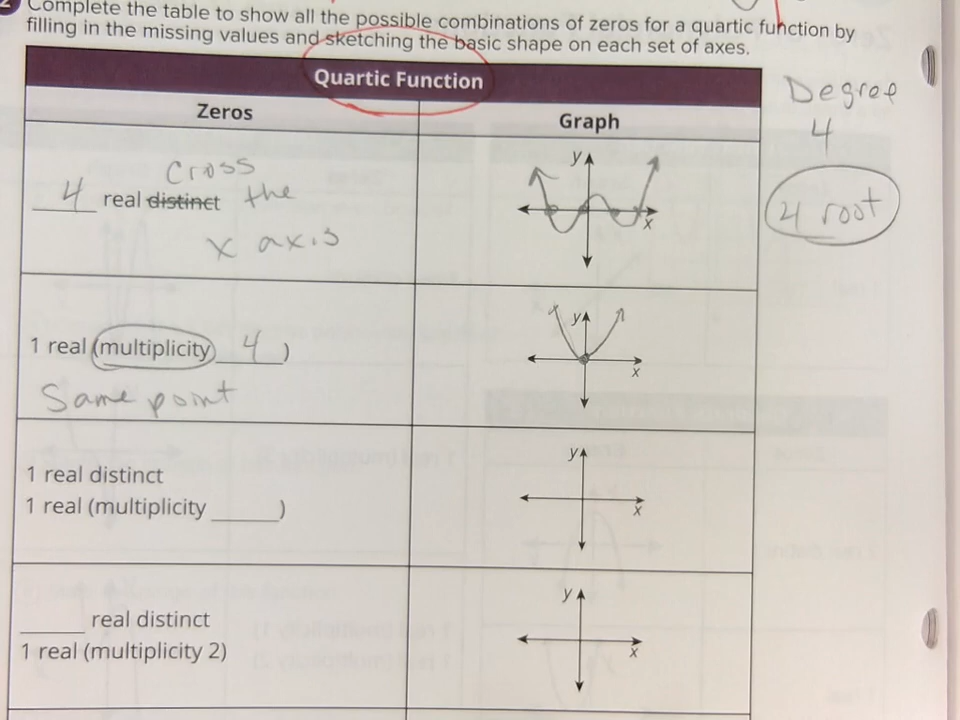 Complete the table to show all the possible combinations of zeros for a quartic function by
filling in the missing values and sketching the basic shape on each set of axes.
Quartic Function
Zeros
Graph
Degree
4
4 root
cross
4 real distinct the
x axis
y
x
1 real (multiplicity 4)
Same point
y
x
1 real distinct
1 real (multiplicity _____)
y
x
_____ real distinct
1 real (multiplicity 2)
y
x